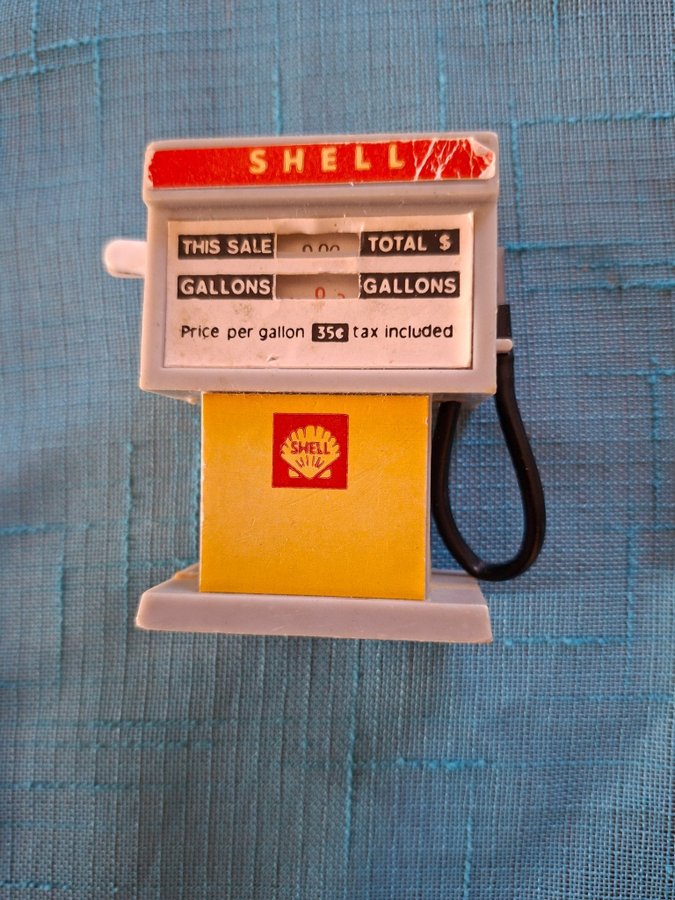 SHELL
THIS SALE TOTAL $
GALLONS GALLONS
Price per gallon 35¢ tax included
SHELL